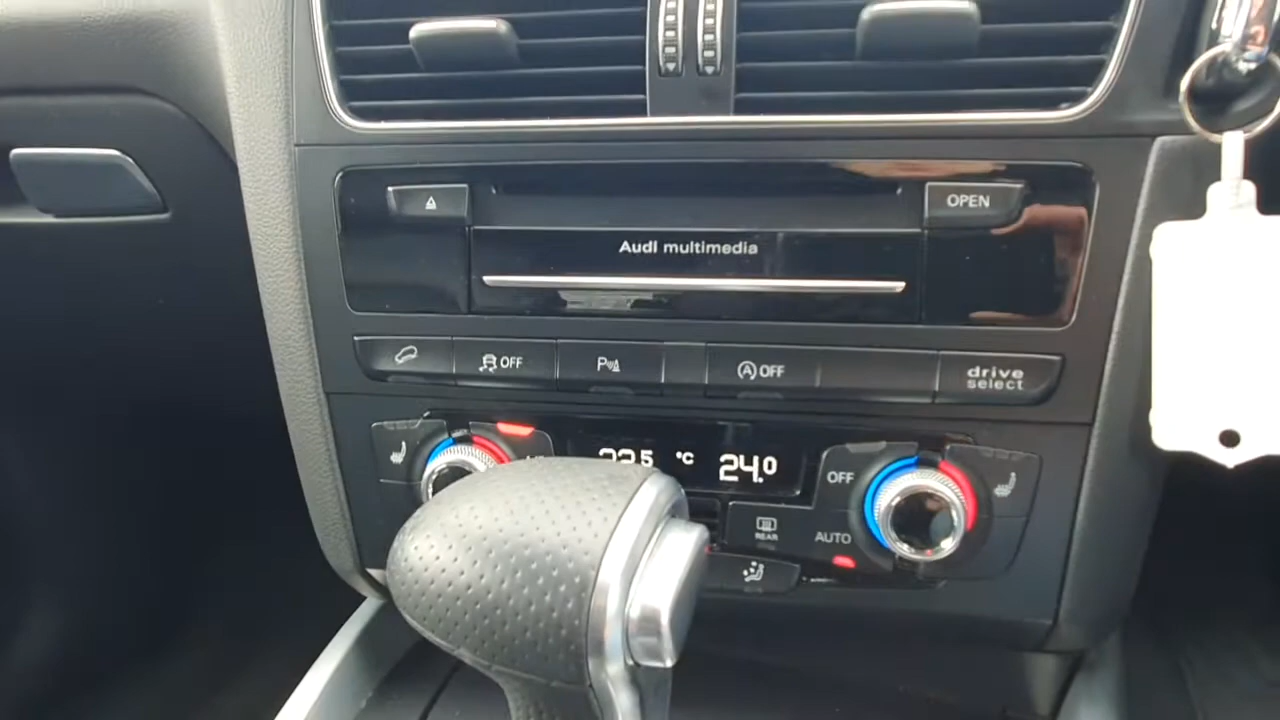 OPEN
Audi multimedia
OFF
P
A OFF
drive
select
°C
24.0
OFF
REAR
AUTO